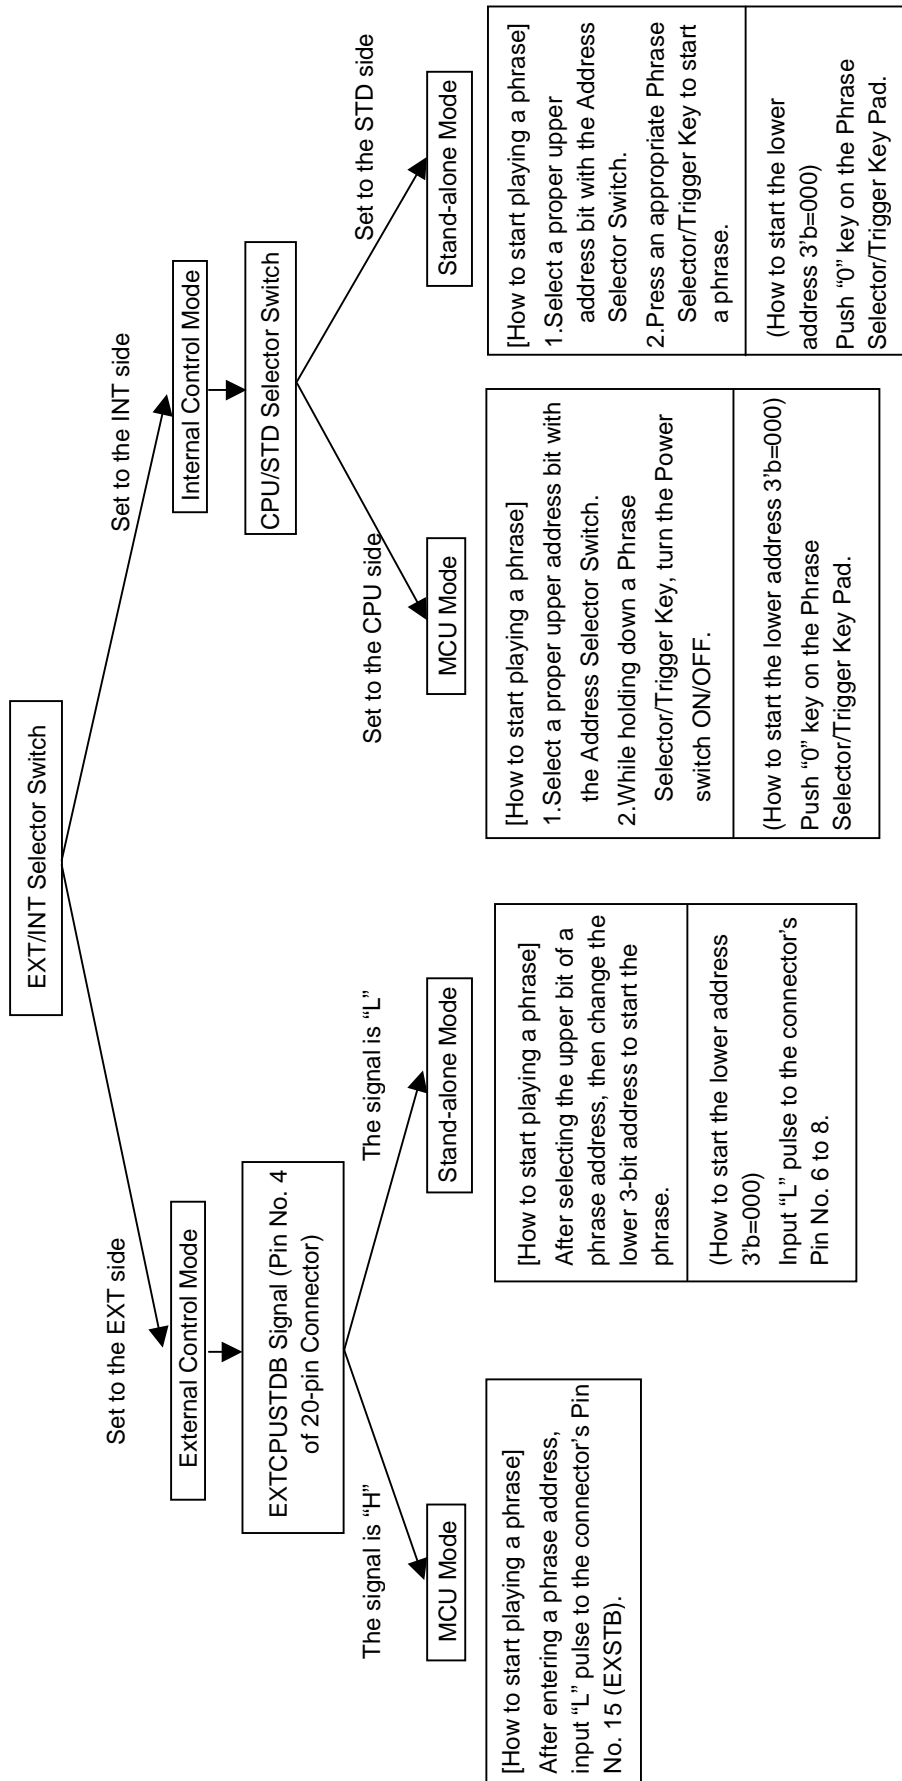 EXT/INT Selector Switch
Set to the EXT side
Set to the INT side
External Control Mode
Internal Control Mode
EXTCPUSTDB Signal (Pin No. 4
of 20-pin Connector)
CPU/STD Selector Switch
The signal is “H”
The signal is “L”
Set to the CPU side
Set to the STD side
MCU Mode
Stand-alone Mode
MCU Mode
Stand-alone Mode
[How to start playing a phrase]
After entering a phrase address,
input “L” pulse to the connector’s Pin
No. 15 (EXSTB).
[How to start playing a phrase]
After selecting the upper bit of a
phrase address, then change the
lower 3-bit address to start the
phrase.
(How to start the lower address
3’b=000)
Input “L” pulse to the connector’s
Pin No. 6 to 8.
[How to start playing a phrase]
1.Select a proper upper address bit with
the Address Selector Switch.
2.While holding down a Phrase
Selector/Trigger Key, turn the Power
switch ON/OFF.
(How to start the lower address 3’b=000)
Push “0” key on the Phrase
Selector/Trigger Key Pad.
[How to start playing a phrase]
1.Select a proper upper
address bit with the Address
Selector Switch.
2.Press an appropriate Phrase
Selector/Trigger Key to start
a phrase.
(How to start the lower
address 3’b=000)
Push “0” key on the Phrase
Selector/Trigger Key Pad.